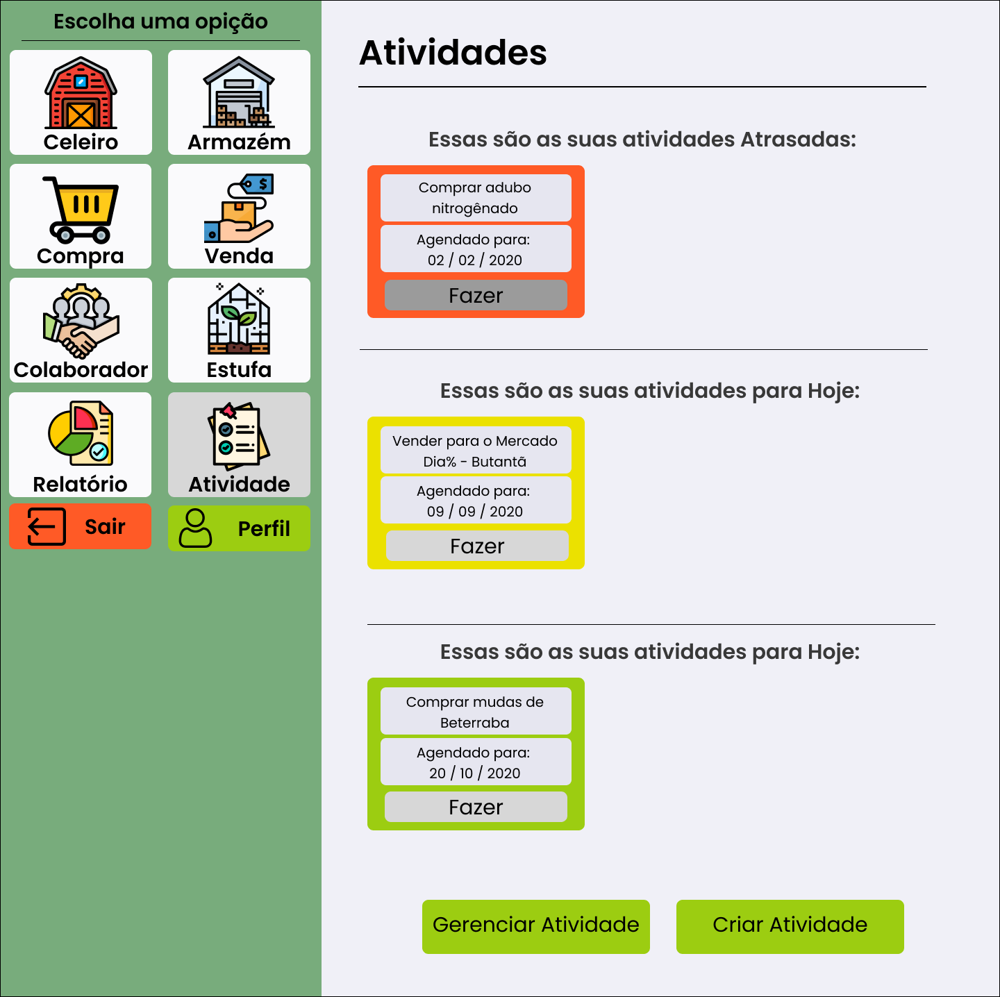 Escolha uma opição
Celeiro
Armazém
Compra
$
Venda
Colaborador
Estufa
Relatório
Atividade
Sair
Perfil
Atividades
Essas são as suas atividades Atrasadas:
Comprar adubo
nitrogênado
Agendado para:
02 / 02 / 2020
Fazer
Essas são as suas atividades para Hoje:
Vender para o Mercado
Dia% - Butantã
Agendado para:
09 / 09 / 2020
Fazer
Essas são as suas atividades para Hoje:
Comprar mudas de
Beterraba
Agendado para:
20 / 10 / 2020
Fazer
Gerenciar Atividade
Criar Atividade